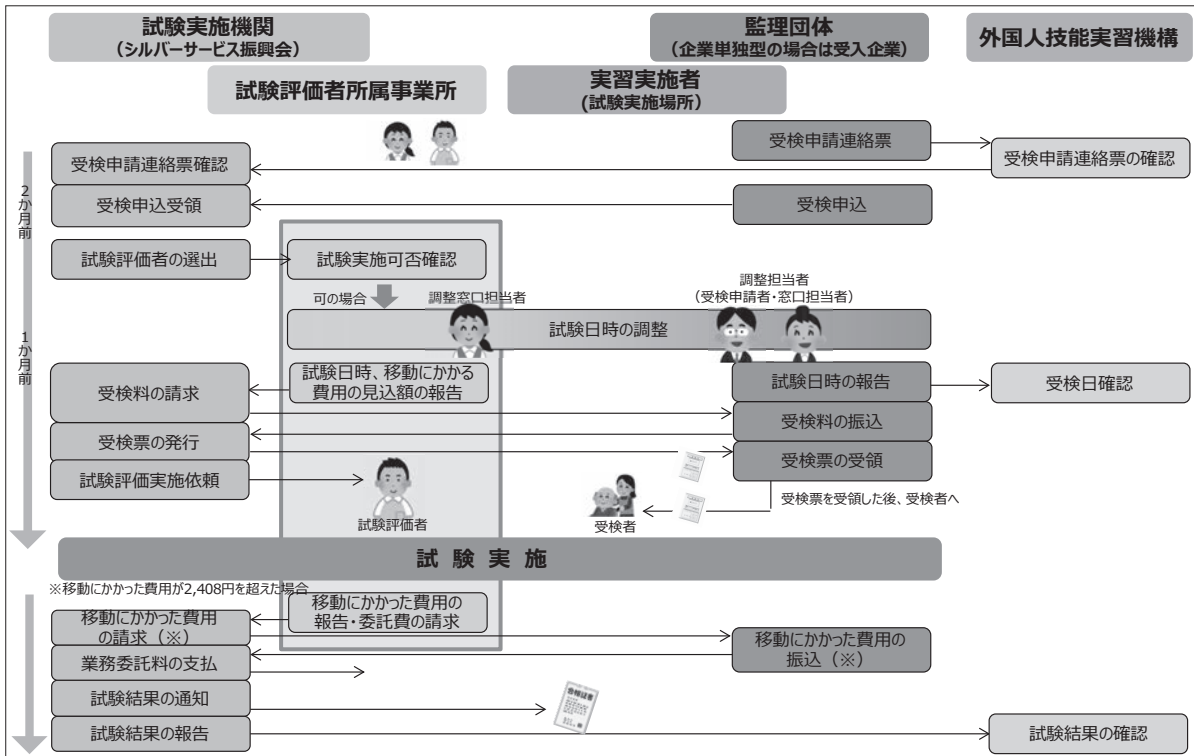 試験実施機関
（シルバーサービス振興会）
監理団体
（企業単独型の場合は受入企業）
外国人技能実習機構
試験評価者所属事業所
実習実施者
(試験実施場所)
2か月前
1か月前
受検申請連絡票
受検申請連絡票の確認
受検申請連絡票確認
受検申込受領
受検申込
試験評価者の選出
試験実施可否確認
可の場合
調整窓口担当者
調整担当者
（受検申請者・窓口担当者）
試験日時の調整
受検料の請求
試験日時、移動にかかる
費用の見込額の報告
試験日時の報告
受検日確認
受検料の振込
受検票の発行
受検票の受領
試験評価実施依頼
試験評価者
受検者
受検票を受領した後、受検者へ
試験実施
※移動にかかった費用が2,408円を超えた場合
移動にかかった費用
の請求（※）
移動にかかった費用の
報告・委託費の請求
移動にかかった費用の
振込（※）
業務委託料の支払
試験結果の通知
合格証書
試験結果の報告
試験結果の確認